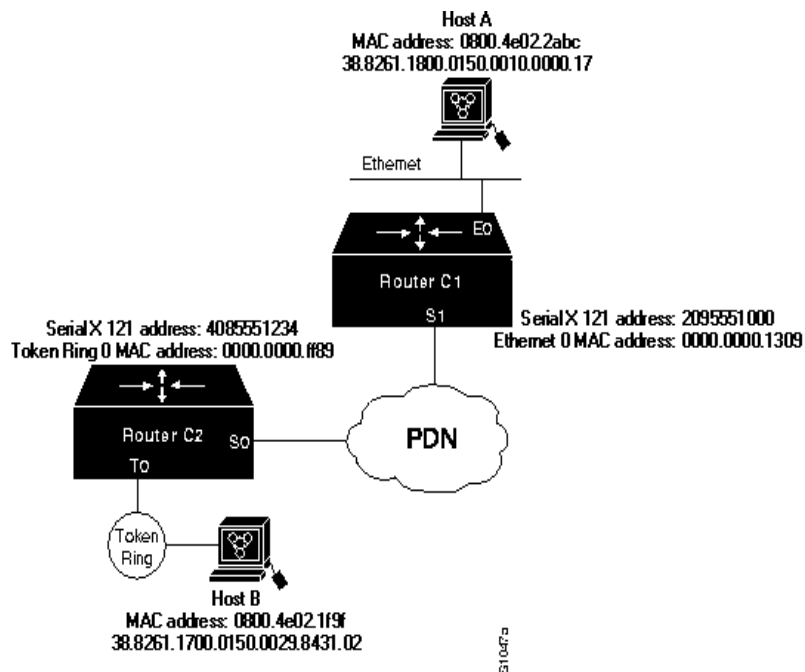 Host A
MAC address: 0800.4e02.2abc
38.8261.1800.0150.0010.0000.17
Ethernet
E0
Router C1
S1
Serial X 121 address: 4085551234
Token Ring 0 MAC address: 0000.0000.ff89
Serial X 121 address: 2095551000
Ethernet 0 MAC address: 0000.0000.1309
Router C2
S0
T0
PDN
Token
Ring
Host B
MAC address: 0800.4e02.1f9f
38.8261.1700.0150.0029.8431.02
S1047a